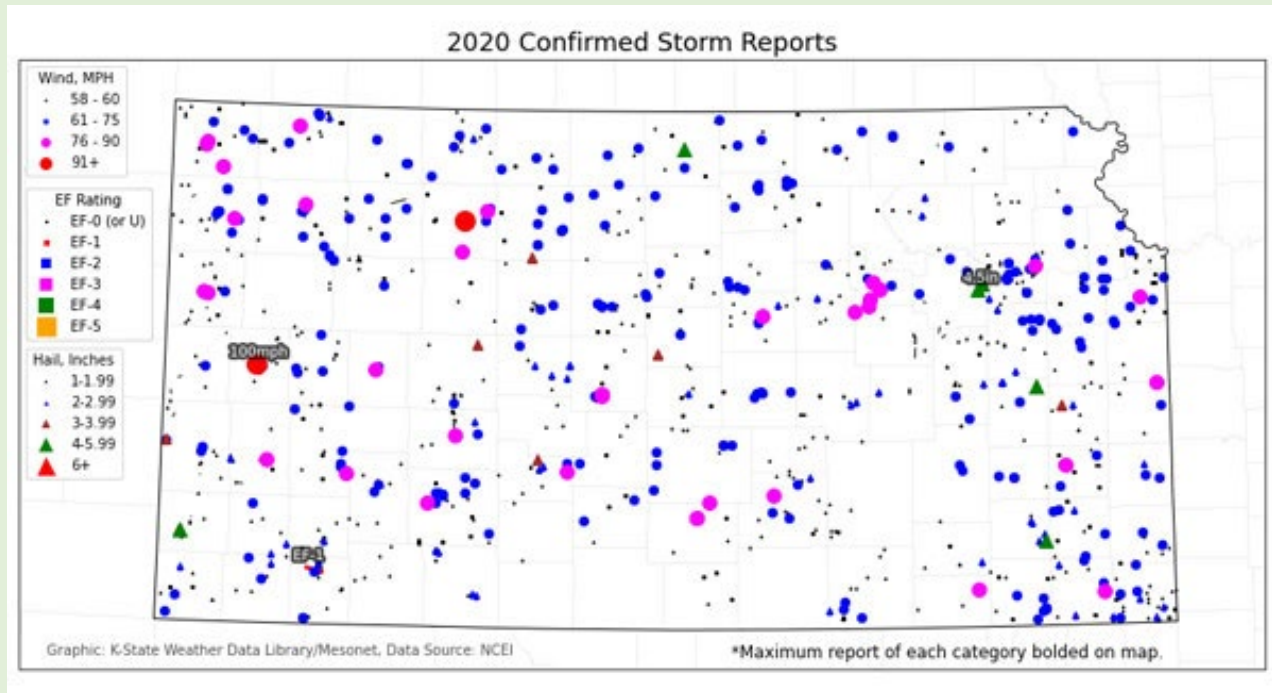 2020 Confirmed Storm Reports
Wind, MPH
58 - 60
61 - 75
76 - 90
91+
EF Rating
EF-0 (or U)
EF-1
EF-2
EF-3
EF-4
EF-5
Hail, Inches
1-1.99
2-2.99
3-3.99
4-5.99
6+
4.5in
100mph
EF-1
Graphic: K-State Weather Data Library/Mesonet, Data Source: NCEI
*Maximum report of each category bolded on map.